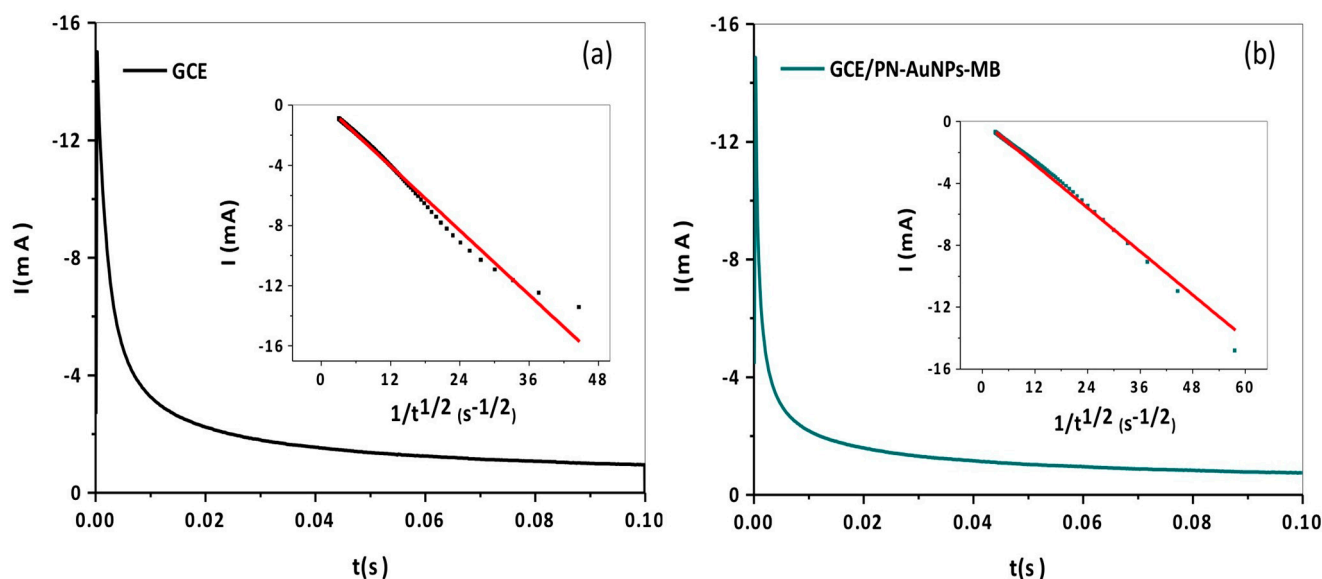 (a)
GCE
I(mA)
-16
-12
-8
-4
0
0.00 0.02 0.04 0.06 0.08 0.10
t(s)
I (mA)
0
-4
-8
-12
-16
0 12 24 36 48
1/t1/2 (s-1/2)
(b)
GCE/PN-AuNPs-MB
I(mA)
-16
-12
-8
-4
0
0.00 0.02 0.04 0.06 0.08 0.10
t(s)
I (mA)
0
-4
-8
-12
-16
0 12 24 36 48 60
1/t1/2 (s-1/2)